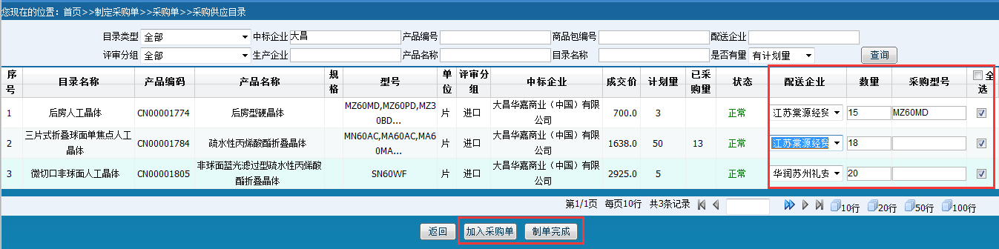 您现在的位置：首页>>制定采购单>>采购单>>采购供应目录
目录类型 全部 中标企业 大昌 产品编号 商品包编号 配送企业
评审分组 全部 生产企业 产品名称 目录名称 是否有量 有计划量 查询
序号 目录名称 产品编码 产品名称 规格 型号 单位 评审分组 中标企业 成交价 计划量 已采购量 状态 配送企业 数量 采购型号 全选
1 后房人工晶体 CN00001774 后房型硬晶体 MZ60MD,MZ60PD,MZ30BD... 片 进口 大昌华嘉商业（中国）有限公司 700.0 3 正常 江苏棠源经贸 15 MZ60MD
2 三片式折叠球面单焦点人工晶体 CN00001784 疏水性丙烯酸酯折叠晶体 MN60AC,MA60AC,MA60MA... 片 进口 大昌华嘉商业（中国）有限公司 1638.0 50 13 正常 江苏棠源经贸 18
3 微切口非球面人工晶体 CN00001805 非球面蓝光滤过型疏水性丙烯酸酯折叠晶体 SN60WF 片 进口 大昌华嘉商业（中国）有限公司 2925.0 5 正常 华润苏州礼安 20
第1/1页 每页10行 共3条记录 10行 20行 50行 100行
返回 加入采购单 制单完成